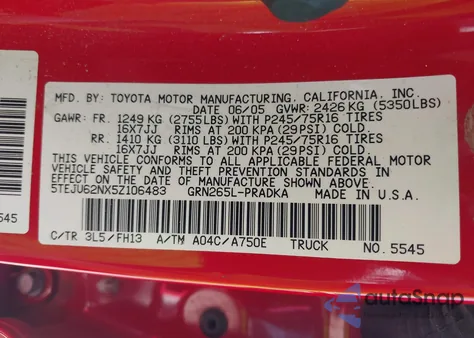 MFD. BY: TOYOTA MOTOR MANUFACTURING, CALIFORNIA, INC.
DATE 06/05 GVWR: 2426 KG (5350LBS)
GAWR: FR. 1249 KG (2755LBS) WITH P245/75R16 TIRES
16X7JJ RIMS AT 200 KPA (29PSI) COLD.
RR. 1410 KG (3110 LBS) WITH P245/75R16 TIRES
16X7JJ RIMS AT 200 KPA (29 PSI) COLD.
THIS VEHICLE CONFORMS TO ALL APPLICABLE FEDERAL MOTOR
VEHICLE SAFETY AND THEFT PREVENTION STANDARDS IN
EFFECT ON THE DATE OF MANUFACTURE SHOWN ABOVE.
5TEJU62NX5Z106483 GRN265L-PRADKA MADE IN U.S.A.
C/TR 3L5/FH13 A/TM A04C/A750E TRUCK NO. 5545
5545
autoSnap